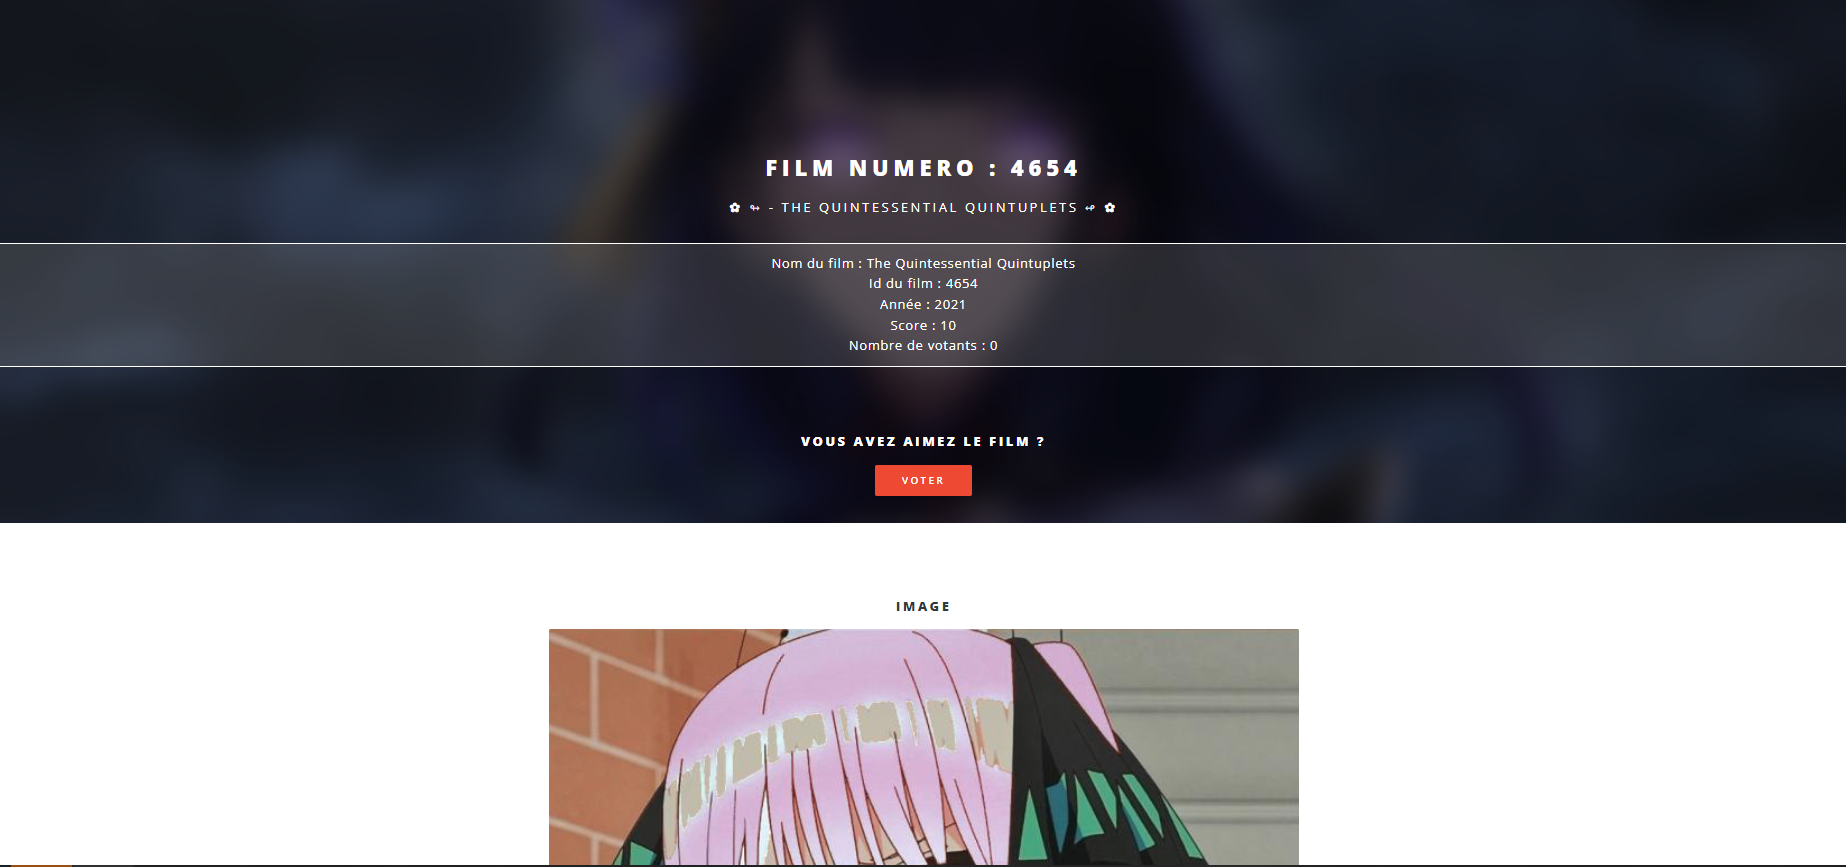 FILM NUMERO : 4654
✿ ↬ - THE QUINTESSENTIAL QUINTUPLETS ↫ ✿
Nom du film : The Quintessential Quintuplets
Id du film : 4654
Année : 2021
Score : 10
Nombre de votants : 0
VOUS AVEZ AIMEZ LE FILM ?
VOTER
IMAGE